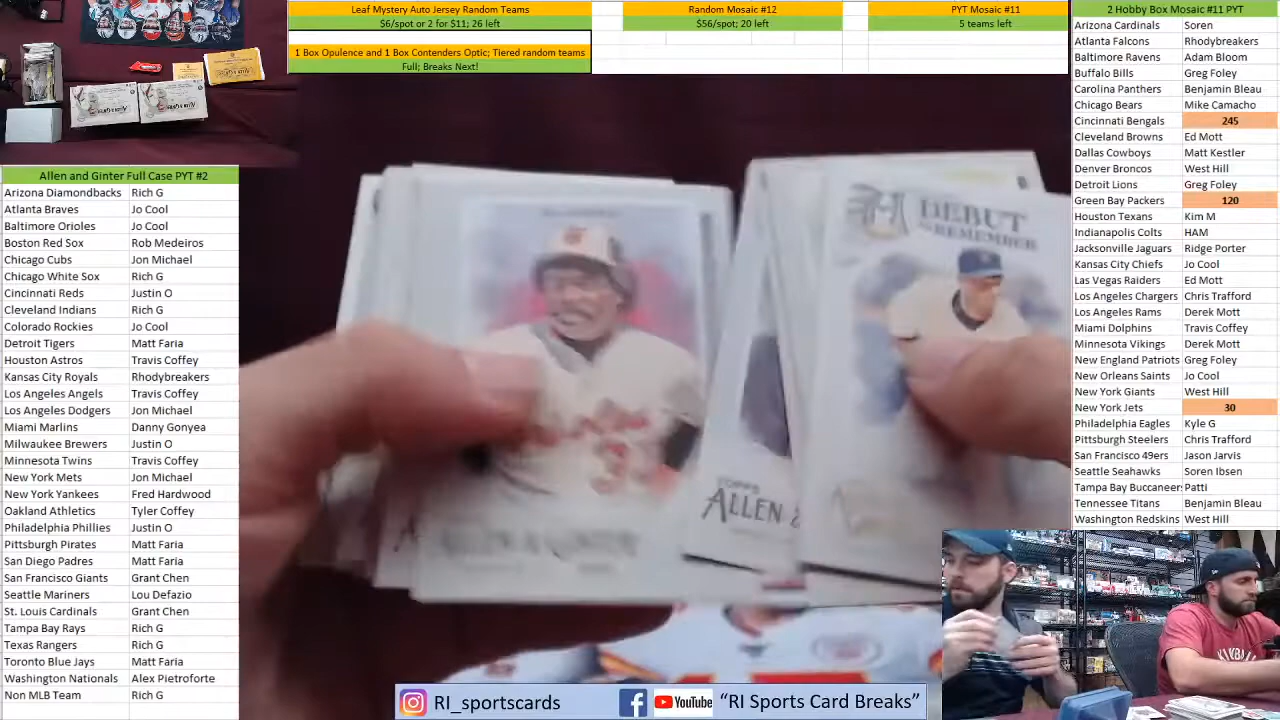 Leaf Mystery Auto Jersey Random Teams
$6/spot or 2 for $11; 26 left
1 Box Opulence and 1 Box Contenders Optic; Tiered random teams
Full; Breaks Next!
Random Mosaic #12
$56/spot; 20 left
PYT Mosaic #11
5 teams left
2 Hobby Box Mosaic #11 PYT
Arizona Cardinals Soren
Atlanta Falcons Rhodybreakers
Baltimore Ravens Adam Bloom
Buffalo Bills Greg Foley
Carolina Panthers Benjamin Bleau
Chicago Bears Mike Camacho
Cincinnati Bengals 245
Cleveland Browns Ed Mott
Dallas Cowboys Matt Kestler
Denver Broncos West Hill
Detroit Lions Greg Foley
Green Bay Packers 120
Houston Texans Kim M
Indianapolis Colts HAM
Jacksonville Jaguars Ridge Porter
Kansas City Chiefs Jo Cool
Las Vegas Raiders Ed Mott
Los Angeles Chargers Chris Trafford
Los Angeles Rams Derek Mott
Miami Dolphins Travis Coffey
Minnesota Vikings Derek Mott
New England Patriots Greg Foley
New Orleans Saints Jo Cool
New York Giants West Hill
New York Jets 30
Philadelphia Eagles Kyle G
Pittsburgh Steelers Chris Trafford
San Francisco 49ers Jason Jarvis
Seattle Seahawks Soren Ibsen
Tampa Bay Buccaneer: Patti
Tennessee Titans Benjamin Bleau
Washington Redskins West Hill
Allen and Ginter Full Case PYT #2
Arizona Diamondbacks Rich G
Atlanta Braves Jo Cool
Baltimore Orioles Jo Cool
Boston Red Sox Rob Medeiros
Chicago Cubs Jon Michael
Chicago White Sox Rich G
Cincinnati Reds Justin O
Cleveland Indians Rich G
Colorado Rockies Jo Cool
Detroit Tigers Matt Faria
Houston Astros Travis Coffey
Kansas City Royals Rhodybreakers
Los Angeles Angels Travis Coffey
Los Angeles Dodgers Jon Michael
Miami Marlins Danny Gonyea
Milwaukee Brewers Justin O
Minnesota Twins Travis Coffey
New York Mets Jon Michael
New York Yankees Fred Hardwood
Oakland Athletics Tyler Coffey
Philadelphia Phillies Justin O
Pittsburgh Pirates Matt Faria
San Diego Padres Matt Faria
San Francisco Giants Grant Chen
Seattle Mariners Lou Defazio
St. Louis Cardinals Grant Chen
Tampa Bay Rays Rich G
Texas Rangers Rich G
Toronto Blue Jays Matt Faria
Washington Nationals Alex Pietroforte
Non MLB Team Rich G
DEBUT
REMEMBER
TOPPS
ALLEN &
RI_sportscards
YouTube
"RI Sports Card Breaks"